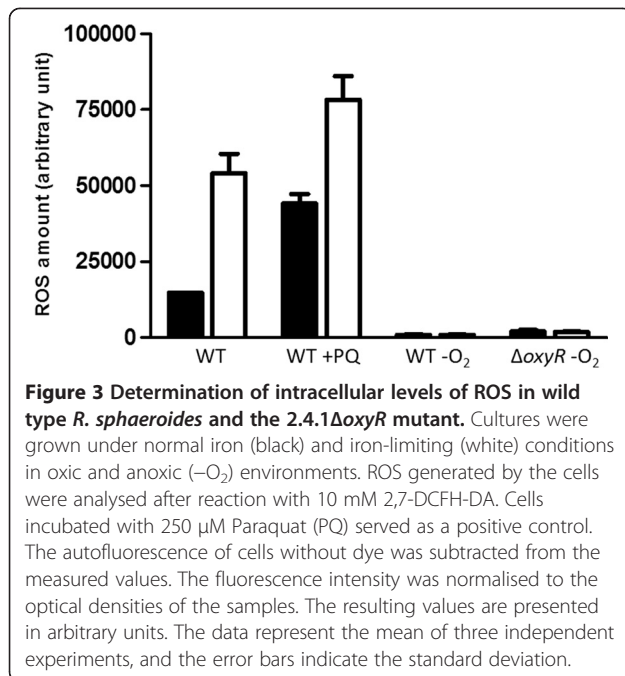 100000
75000
50000
25000
0
ROS amount (arbitrary unit)
WT WT +PQ WT -O₂ ΔoxyR -O₂
Figure 3 Determination of intracellular levels of ROS in wild
type R. sphaeroides and the 2.4.1ΔoxyR mutant. Cultures were
grown under normal iron (black) and iron-limiting (white) conditions
in oxic and anoxic (−O₂) environments. ROS generated by the cells
were analysed after reaction with 10 mM 2,7-DCFH-DA. Cells
incubated with 250 μM Paraquat (PQ) served as a positive control.
The autofluorescence of cells without dye was subtracted from the
measured values. The fluorescence intensity was normalised to the
optical densities of the samples. The resulting values are presented
in arbitrary units. The data represent the mean of three independent
experiments, and the error bars indicate the standard deviation.